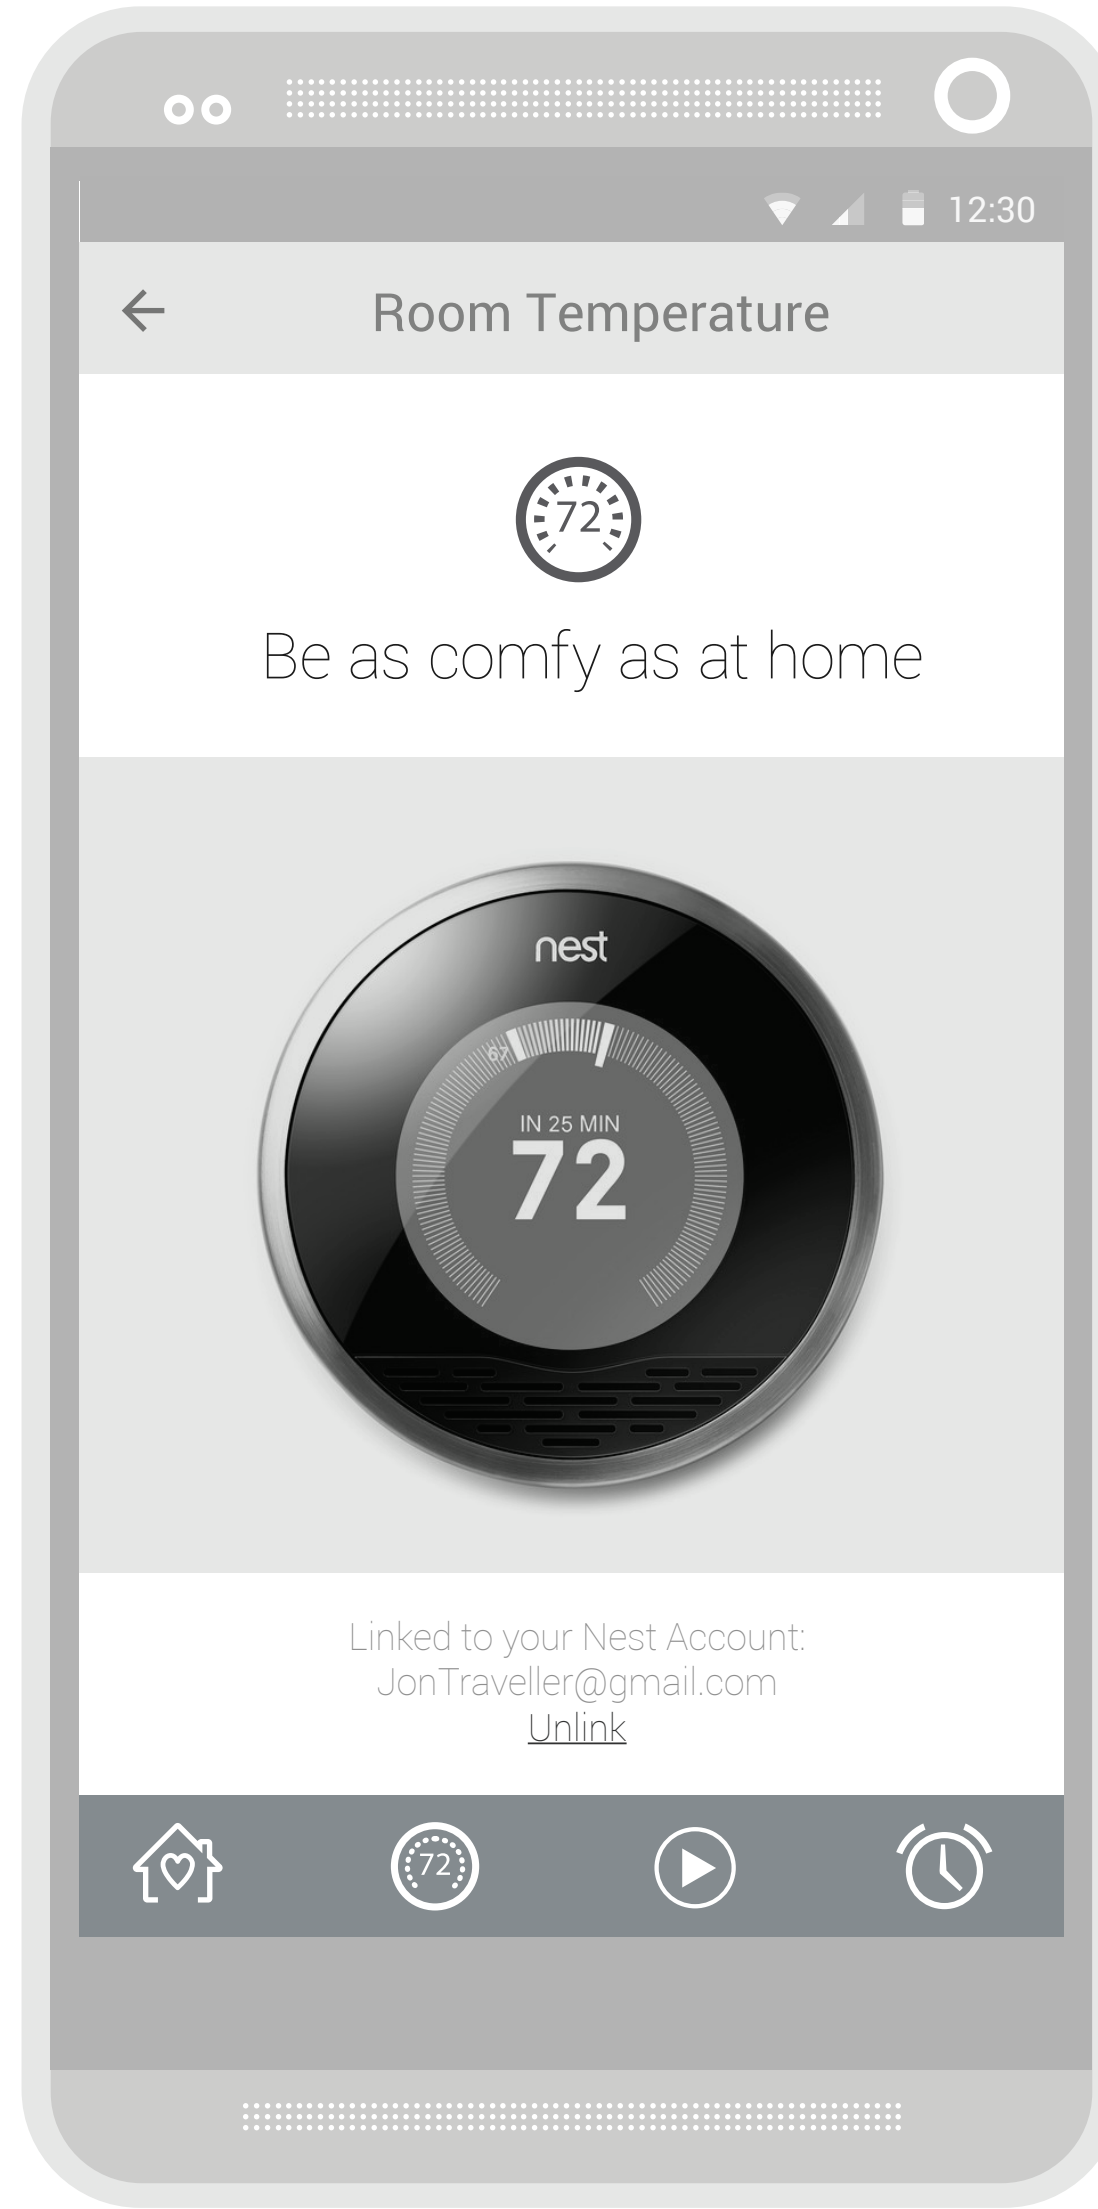 12:30
Room Temperature
72
Be as comfy as at home
nest
67
IN 25 MIN
72
Linked to your Nest Account:
JonTraveller@gmail.com
Unlink
72